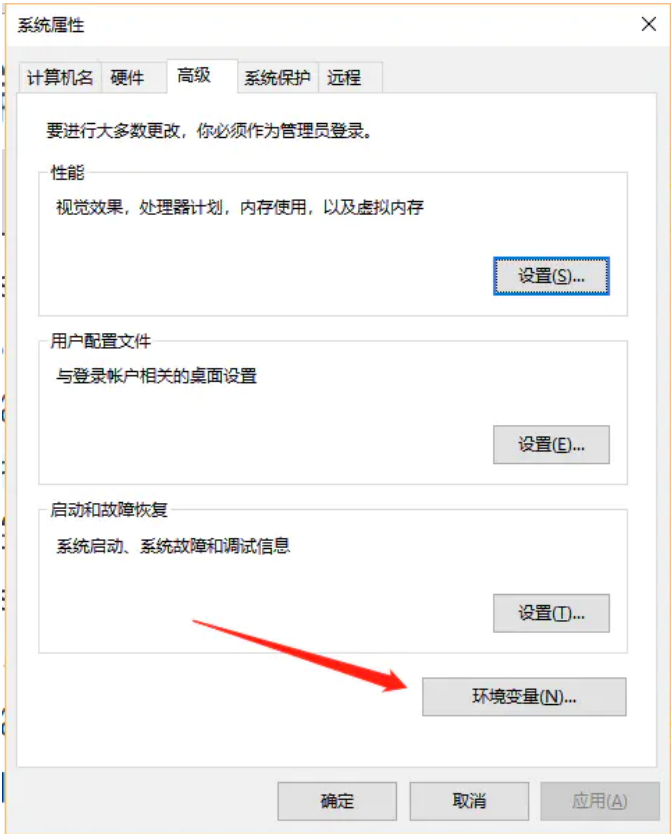 系统属性
计算机名 硬件 高级 系统保护 远程
要进行大多数更改，你必须作为管理员登录。
性能
视觉效果，处理器计划，内存使用，以及虚拟内存
设置(S)...
用户配置文件
与登录帐户相关的桌面设置
设置(E)...
启动和故障恢复
系统启动、系统故障和调试信息
设置(T)...
环境变量(N)...
确定 取消 应用(A)